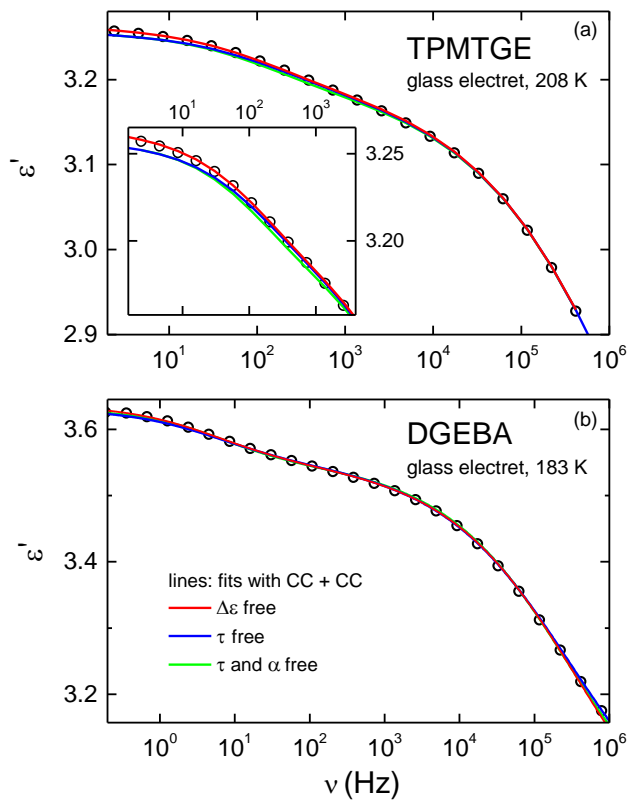 (a)
TPMTGE
glass electret, 208 K
3.2
3.1
3.0
2.9
ε'
10¹ 10² 10³ 10⁴ 10⁵ 10⁶
10¹ 10² 10³
3.25
3.20
(b)
DGEBA
glass electret, 183 K
3.6
3.4
3.2
ε'
lines: fits with CC + CC
Δε free
τ free
τ and α free
10⁰ 10¹ 10² 10³ 10⁴ 10⁵ 10⁶
ν (Hz)